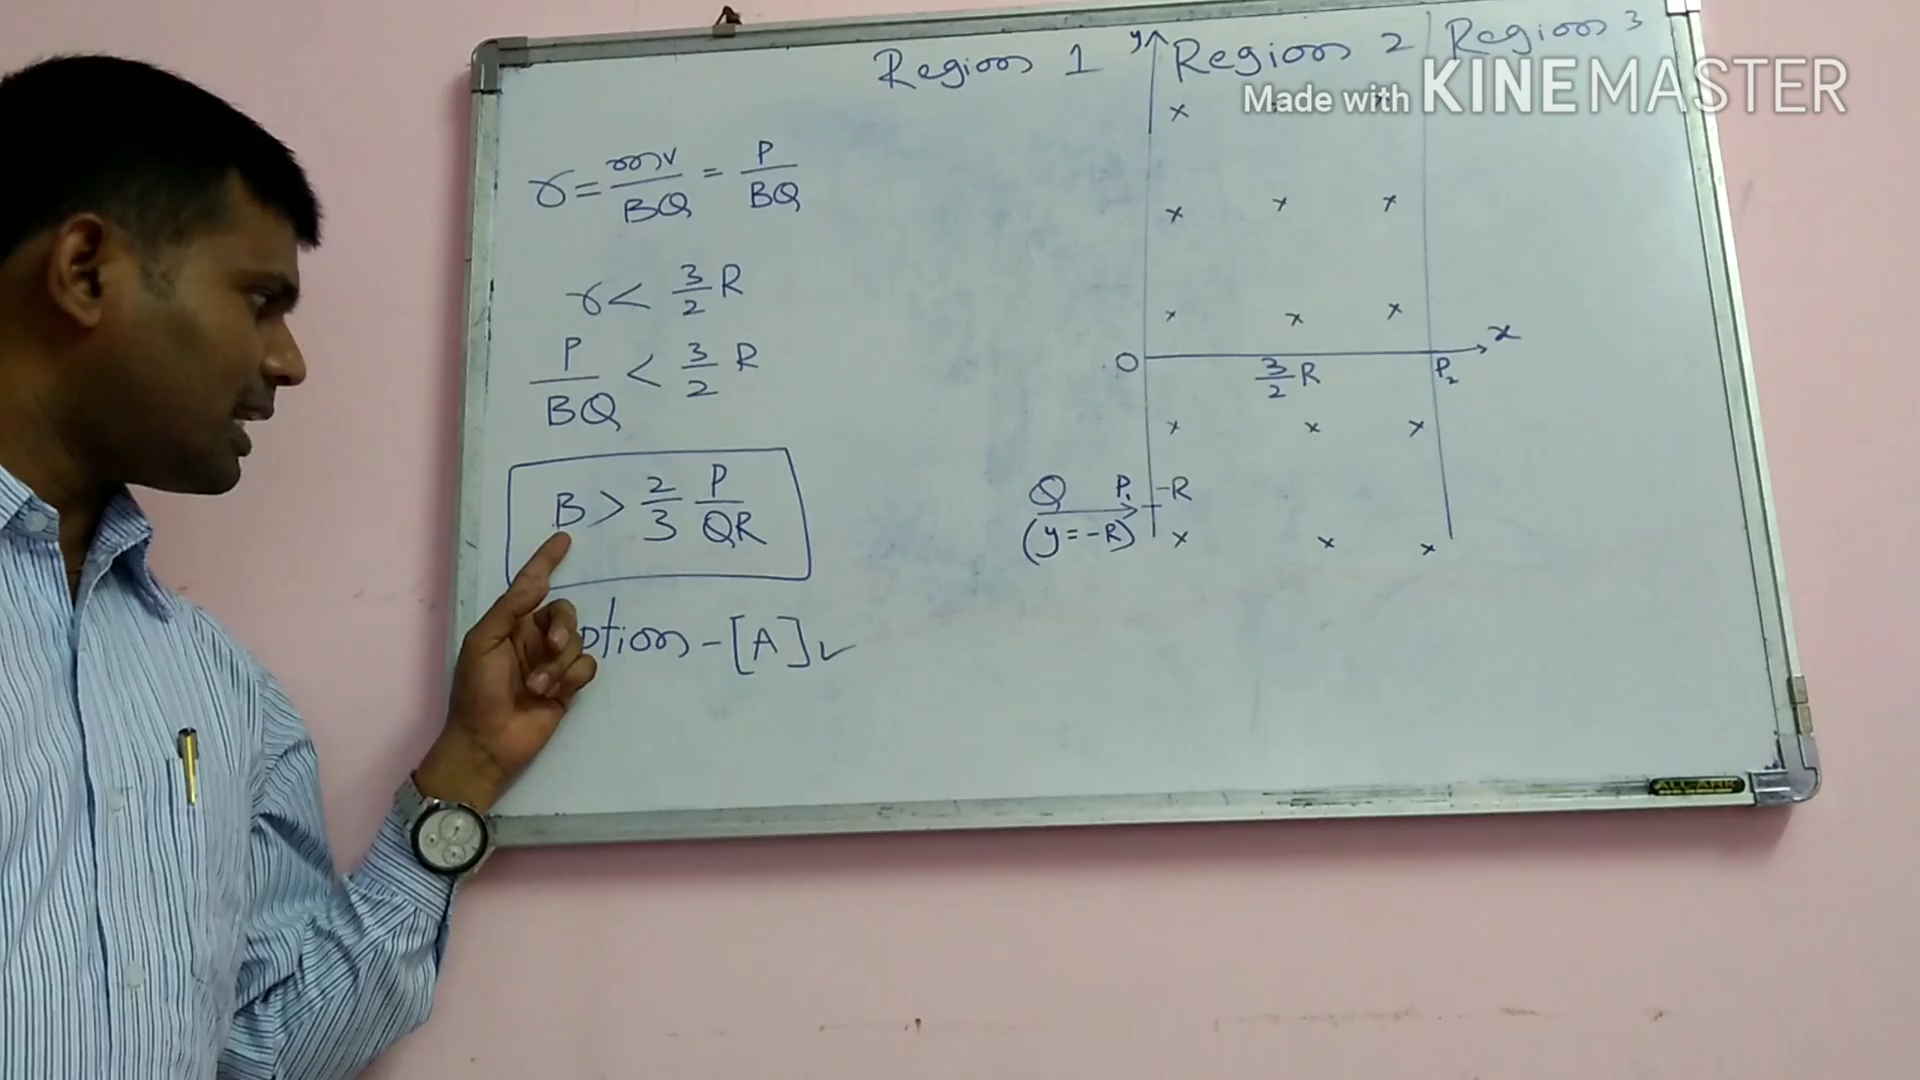 Region 1
y
Region 2
Region 3
Made with KINEMASTER
r = mv/BQ = P/BQ
r < 3/2 R
P/BQ < 3/2 R
B > 2/3 P/QR
ption - [A] ✓
O
3/2 R
P₂
x
Q P₁ -R
(y = -R)